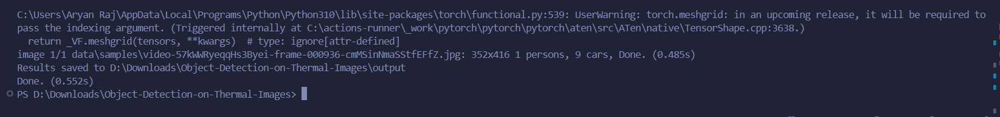 C:\Users\Aryan Raj\AppData\Local\Programs\Python\Python310\lib\site-packages\torch\functional.py:539: UserWarning: torch.meshgrid: in an upcoming release, it will be required to
pass the indexing argument. (Triggered internally at C:\actions-runner\_work\pytorch\pytorch\pytorch\aten\src\ATen\native\TensorShape.cpp:3638.)
  return _VF.meshgrid(tensors, **kwargs)  # type: ignore[attr-defined]
image 1/1 data\samples\video-57kWWRyeqqHs3Byei-frame-000936-cmMSinNmaSStfEFfZ.jpg: 352x416 1 persons, 9 cars, Done. (0.485s)
Results saved to D:\Downloads\Object-Detection-on-Thermal-Images\output
Done. (0.552s)
PS D:\Downloads\Object-Detection-on-Thermal-Images>